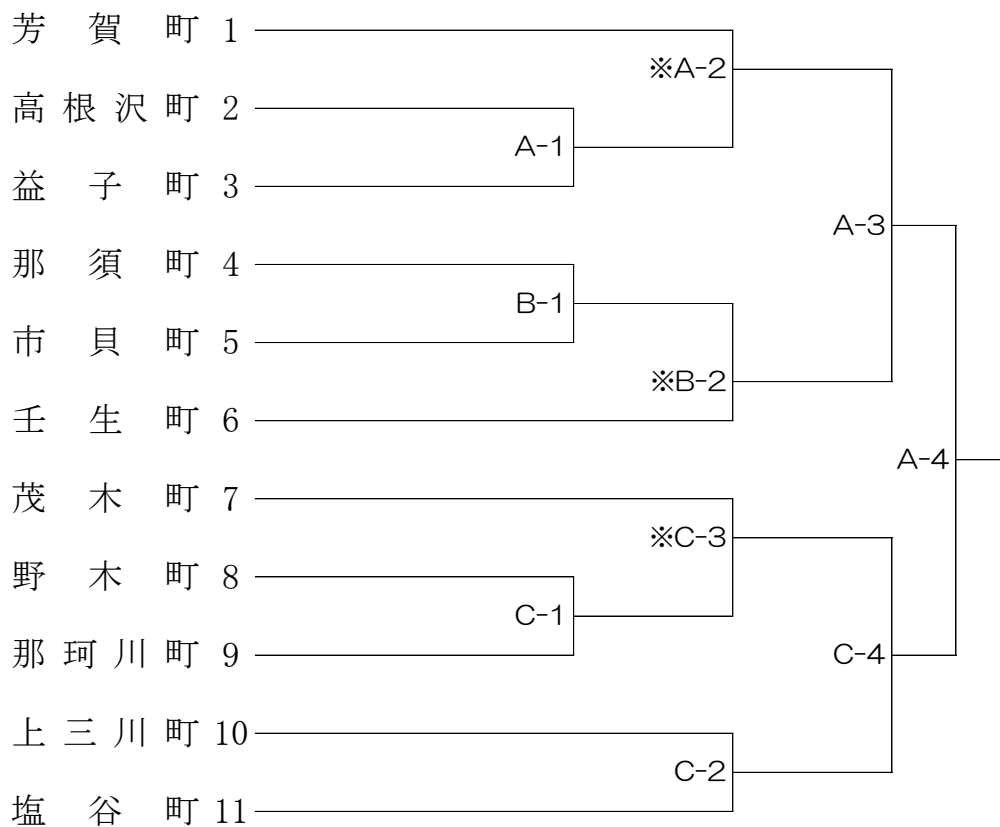 芳賀町 1
※A-2
高根沢町 2
A-1
益子町 3
A-3
那須町 4
B-1
市貝町 5
※B-2
壬生町 6
A-4
茂木町 7
※C-3
野木町 8
C-1
那珂川町 9
C-4
上三川町 10
C-2
塩谷町 11